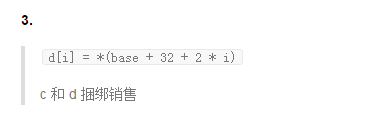 3.
d[i] = *(base + 32 + 2 * i)
c 和 d 捆绑销售